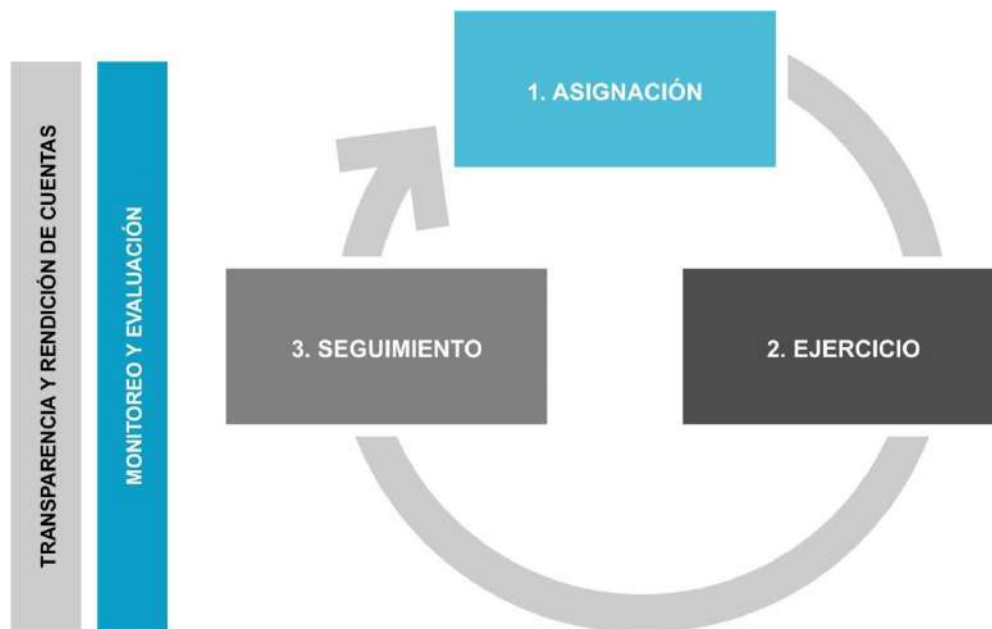 TRANSPARENCIA Y RENDICIÓN DE CUENTAS
MONITOREO Y EVALUACIÓN
1. ASIGNACIÓN
2. EJERCICIO
3. SEGUIMIENTO